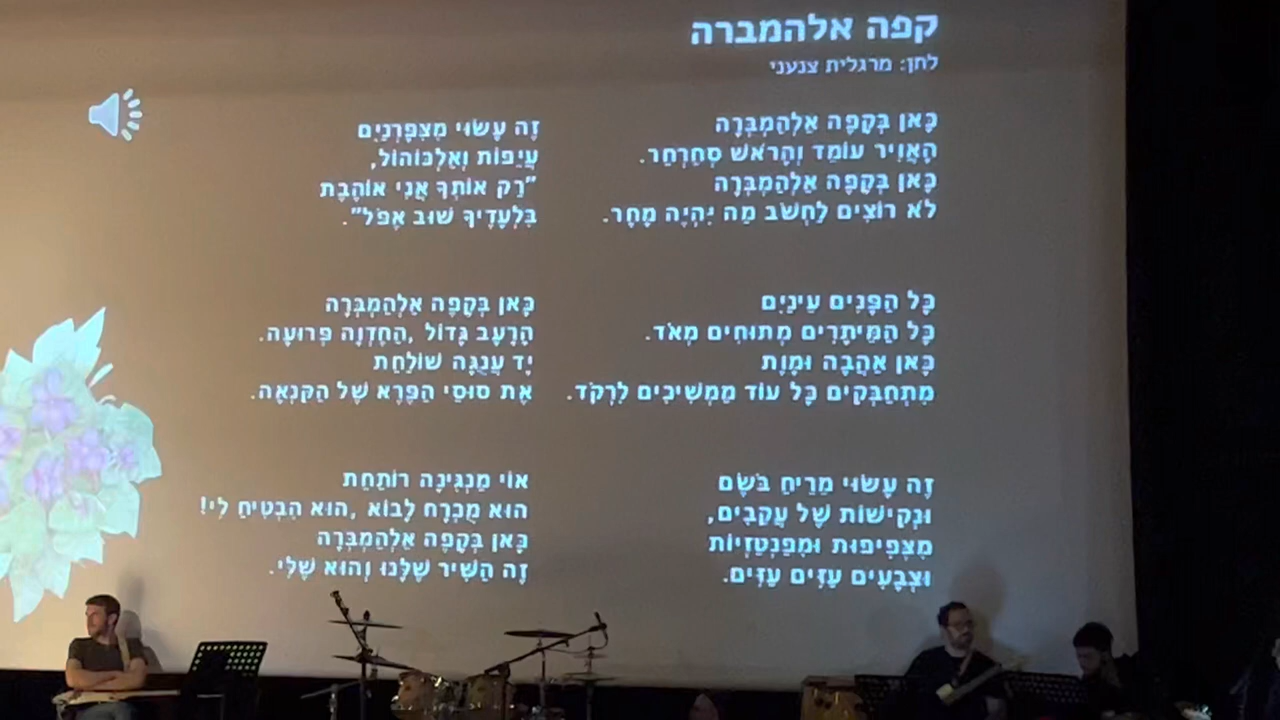 קפה אלהמברה
לחן: מרגלית צנעני
כָּאן בְּקָפֶה אַלְהַמְבְּרָה
הָאֲוִיר עוֹמֵד וְהָרֹאשׁ סְחַרְחַר.
כָּאן בְּקָפֶה אַלְהַמְבְּרָה
לֹא רוֹצִים לַחְשֹׁב מַה יִּהְיֶה מָחָר.
כָּל הַפָּנִים עֵינַיִם
כָּל הַמֵּיתָרִים מְתוּחִים מְאֹד.
כָּאן אַהֲבָה וּמָוֶת
מִתְחַבְּקִים כָּל עוֹד מַמְשִׁיכִים לִרְקֹד.
זֶה עָשׂוּי מֵרֵיחַ בֹּשֶׂם
וּנְקִישׁוֹת שֶׁל עֲקֵבִים,
מִצְּפִיפוּת וּמִפַנְטַזְיוֹת
וּצְבָעִים עַזִּים עַזִּים.
זֶה עָשׂוּי מִצִּפָּרְנַיִם
עֲיֵפוֹת וְאַלְכּוֹהוֹל,
"רַק אוֹתְךָ אֲנִי אוֹהֶבֶת
בִּלְעָדֶיךָ שׁוּב אֶפֹּל".
כָּאן בְּקָפֶה אַלְהַמְבְּרָה
הָרָעָב גָּדוֹל ,הַחֶדְוָה פְּרוּעָה.
יָד עֲנֻגָּה שׁוֹלַחַת
אֶת סוּסֵי הַפֶּרֶא שֶׁל הַקִּנְאָה.
אוֹי מַנְגִּינָה רוֹתַחַת
הוּא מֻכְרָח לָבוֹא ,הוּא הִבְטִיחַ לִי!
כָּאן בְּקָפֶה אַלְהַמְבְּרָה
זֶה הַשִּׁיר שֶׁלָּנוּ וְהוּא שֶׁלִּי.